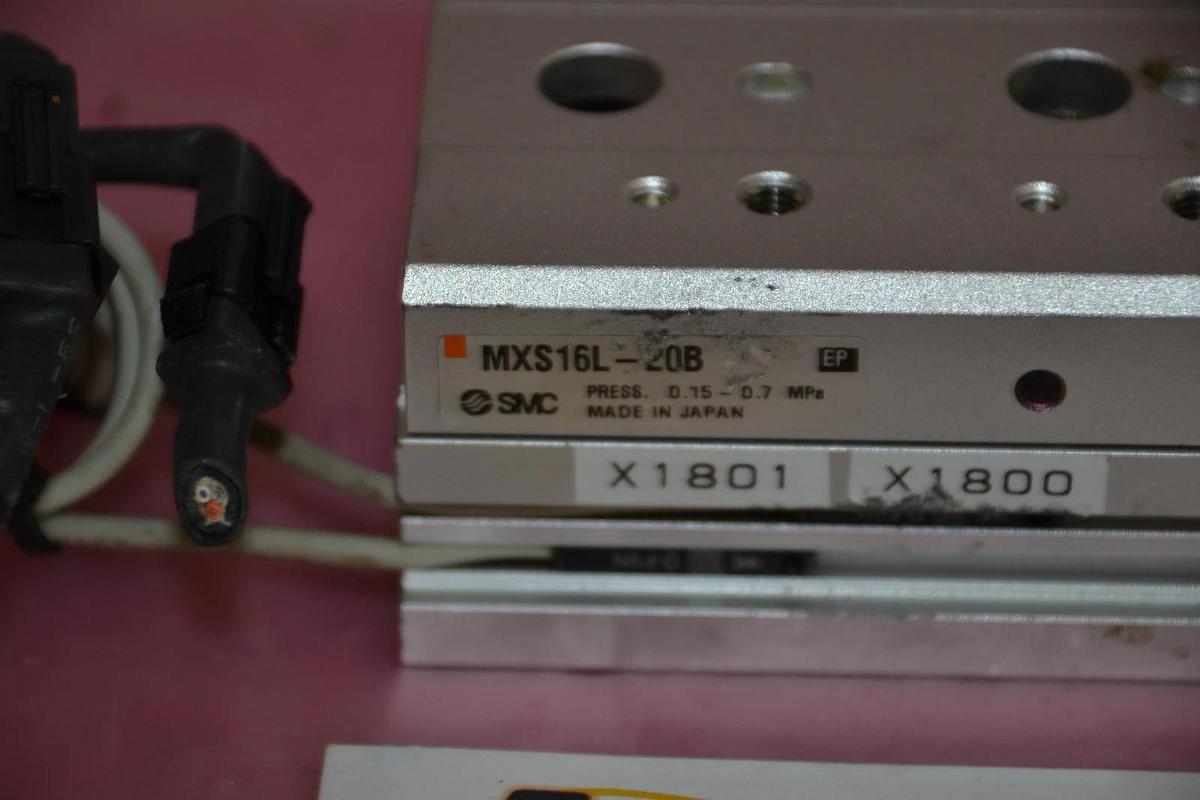 MXS16L-20B EP
SMC PRESS. 0.15-0.7 MPa
MADE IN JAPAN
X1801 X1800